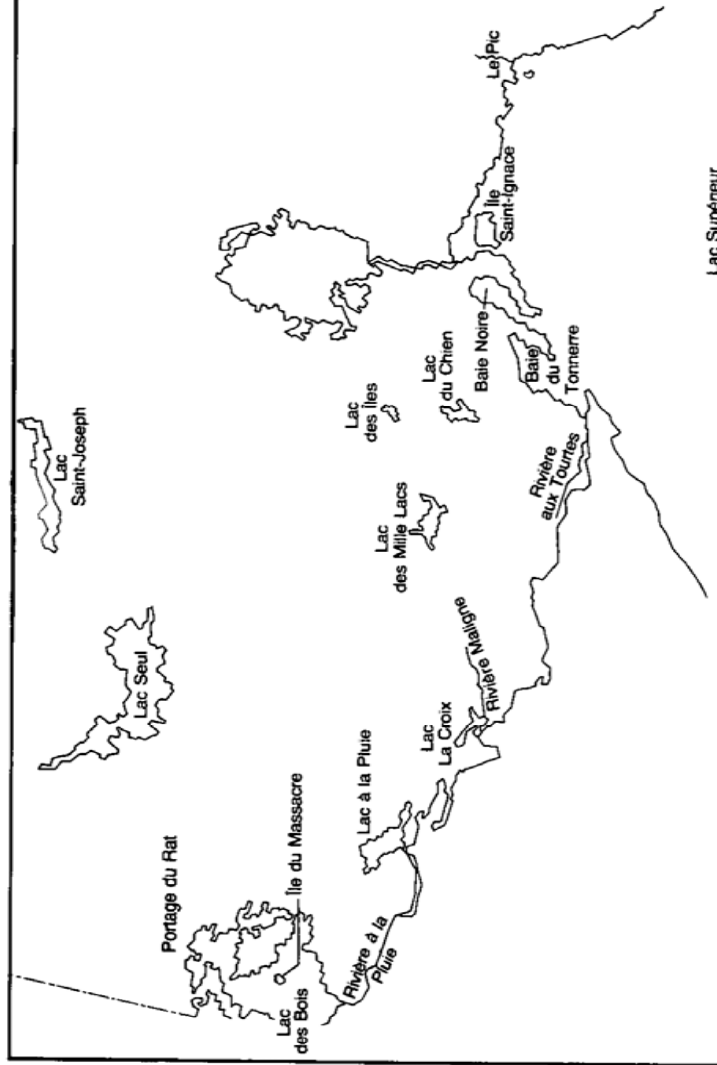 Lac
Saint-Joseph
Lac Seul
Portage du Rat
Île du Massacre
Lac
des Bois
Rivière à la
Pluie
Lac à la Pluie
Lac
La Croix
Rivière Maligne
Lac
des Mille Lacs
Lac
des Îles
Lac
du Chien
Baie Noire
Baie
du
Tonnerre
Rivière
aux Tourtes
Île
Saint-Ignace
Le Pic
Lac Supérieur